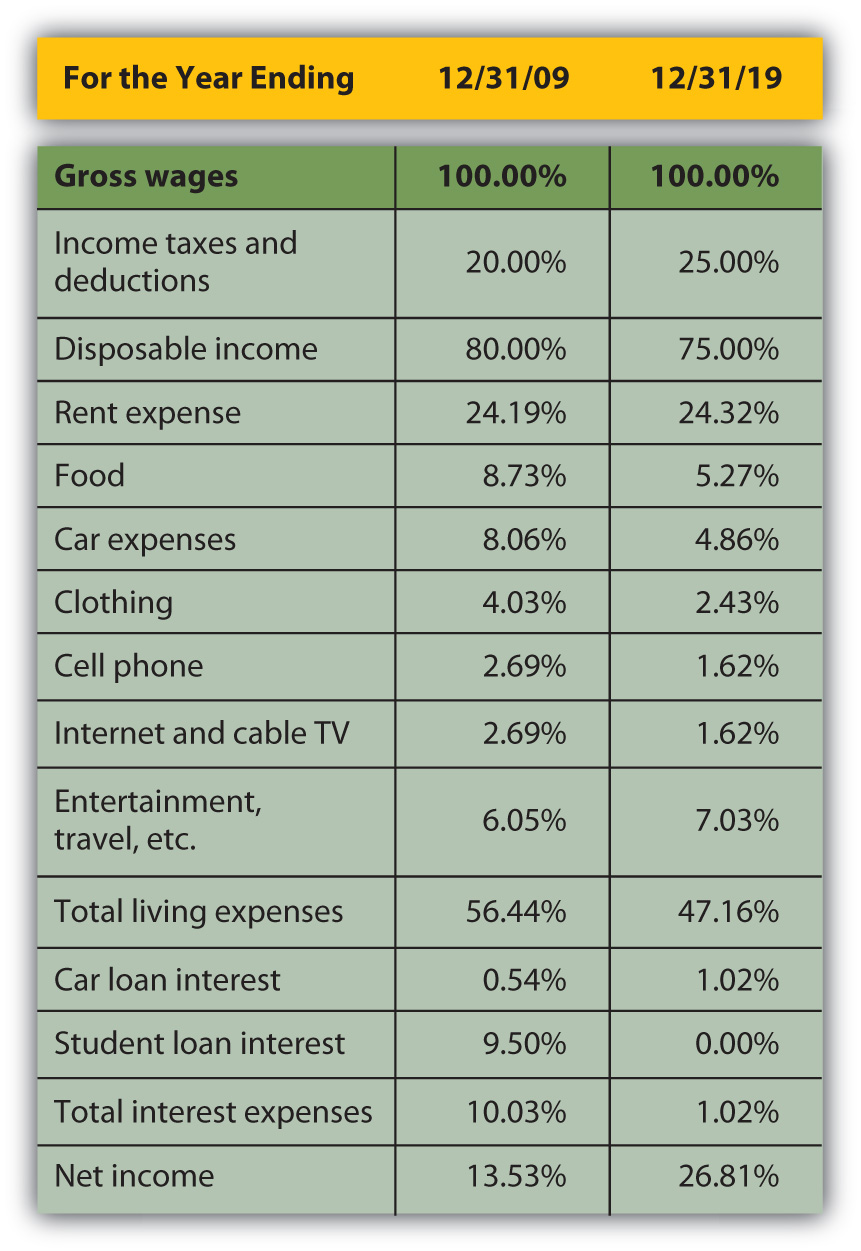 For the Year Ending 12/31/09 12/31/19
Gross wages 100.00% 100.00%
Income taxes and
deductions 20.00% 25.00%
Disposable income 80.00% 75.00%
Rent expense 24.19% 24.32%
Food 8.73% 5.27%
Car expenses 8.06% 4.86%
Clothing 4.03% 2.43%
Cell phone 2.69% 1.62%
Internet and cable TV 2.69% 1.62%
Entertainment,
travel, etc. 6.05% 7.03%
Total living expenses 56.44% 47.16%
Car loan interest 0.54% 1.02%
Student loan interest 9.50% 0.00%
Total interest expenses 10.03% 1.02%
Net income 13.53% 26.81%